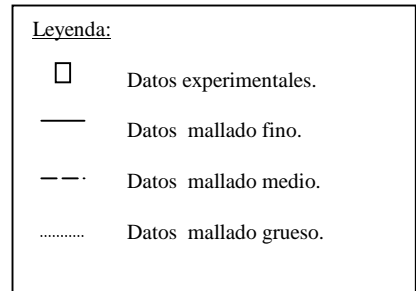 Leyenda:
Datos experimentales.
Datos mallado fino.
Datos mallado medio.
Datos mallado grueso.